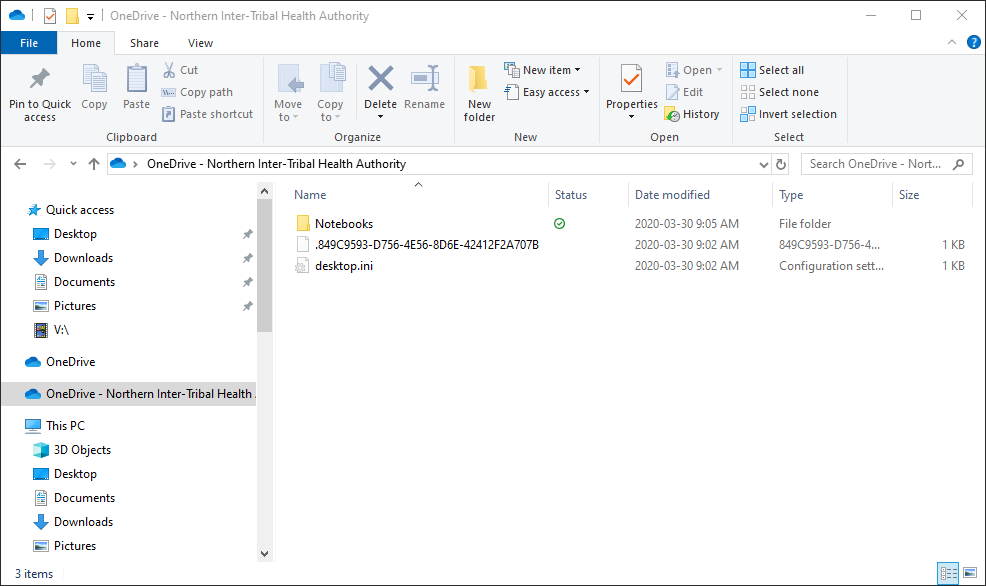 OneDrive - Northern Inter-Tribal Health Authority
File Home Share View
Pin to Quick access
Copy
Paste
Cut
Copy path
Paste shortcut
Clipboard
Move to
Copy to
Delete
Rename
Organize
New folder
New item
Easy access
New
Properties
Open
Edit
History
Open
Select all
Select none
Invert selection
Select
OneDrive - Northern Inter-Tribal Health Authority
Search OneDrive - Nort...
Quick access
Desktop
Downloads
Documents
Pictures
V:\
OneDrive
OneDrive - Northern Inter-Tribal Health .
This PC
3D Objects
Desktop
Documents
Downloads
Pictures
Name Status Date modified Type Size
Notebooks 2020-03-30 9:05 AM File folder
.849C9593-D756-4E56-8D6E-42412F2A707B 2020-03-30 9:02 AM 849C9593-D756-4... 1 KB
desktop.ini 2020-03-30 9:02 AM Configuration sett... 1 KB
3 items